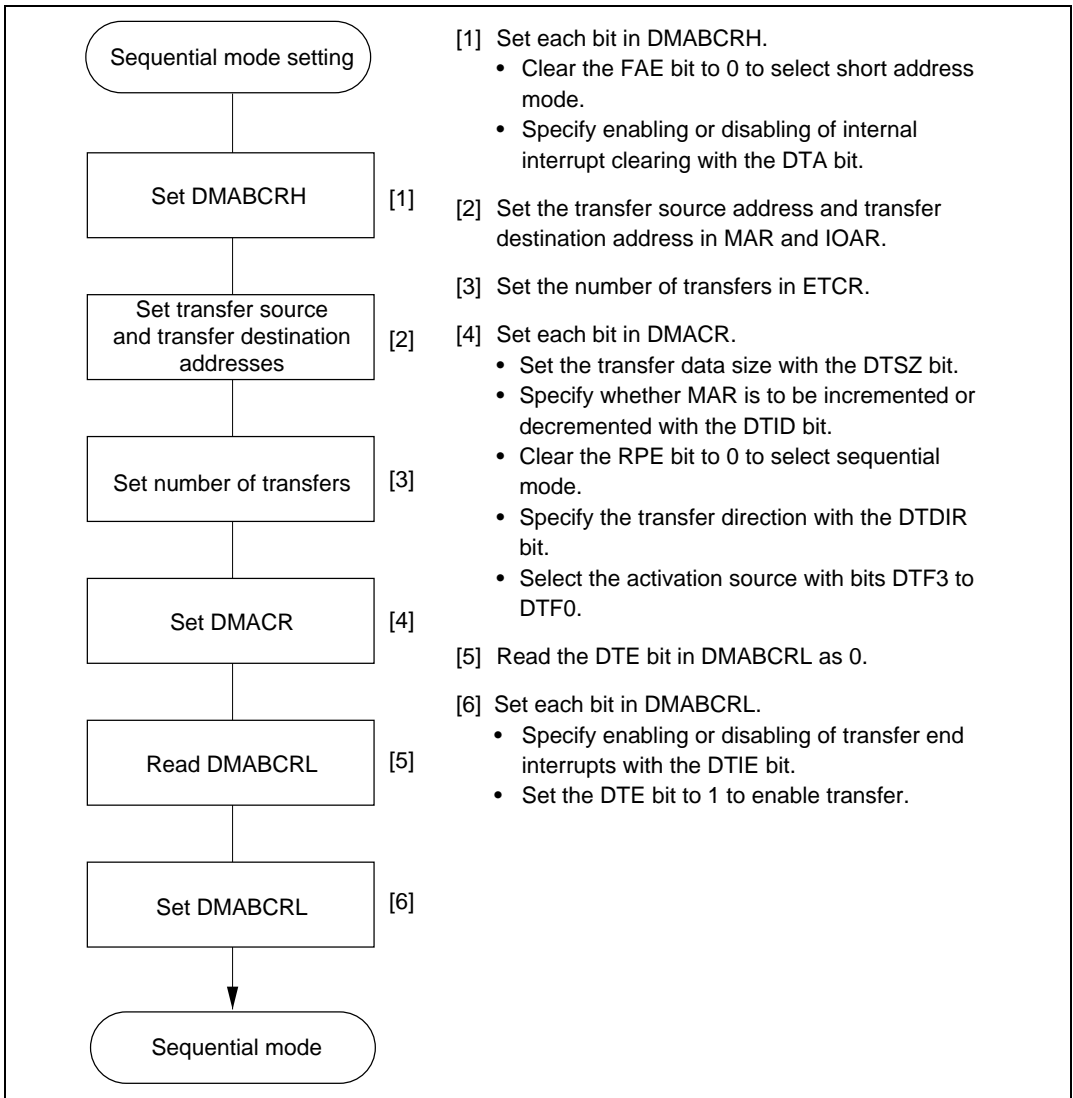 Sequential mode setting
Set DMABCRH
[1]
Set transfer source
and transfer destination
addresses
[2]
Set number of transfers
[3]
Set DMACR
[4]
Read DMABCRL
[5]
Set DMABCRL
[6]
Sequential mode
[1] Set each bit in DMABCRH.
• Clear the FAE bit to 0 to select short address
mode.
• Specify enabling or disabling of internal
interrupt clearing with the DTA bit.
[2] Set the transfer source address and transfer
destination address in MAR and IOAR.
[3] Set the number of transfers in ETCR.
[4] Set each bit in DMACR.
• Set the transfer data size with the DTSZ bit.
• Specify whether MAR is to be incremented or
decremented with the DTID bit.
• Clear the RPE bit to 0 to select sequential
mode.
• Specify the transfer direction with the DTDIR
bit.
• Select the activation source with bits DTF3 to
DTF0.
[5] Read the DTE bit in DMABCRL as 0.
[6] Set each bit in DMABCRL.
• Specify enabling or disabling of transfer end
interrupts with the DTIE bit.
• Set the DTE bit to 1 to enable transfer.